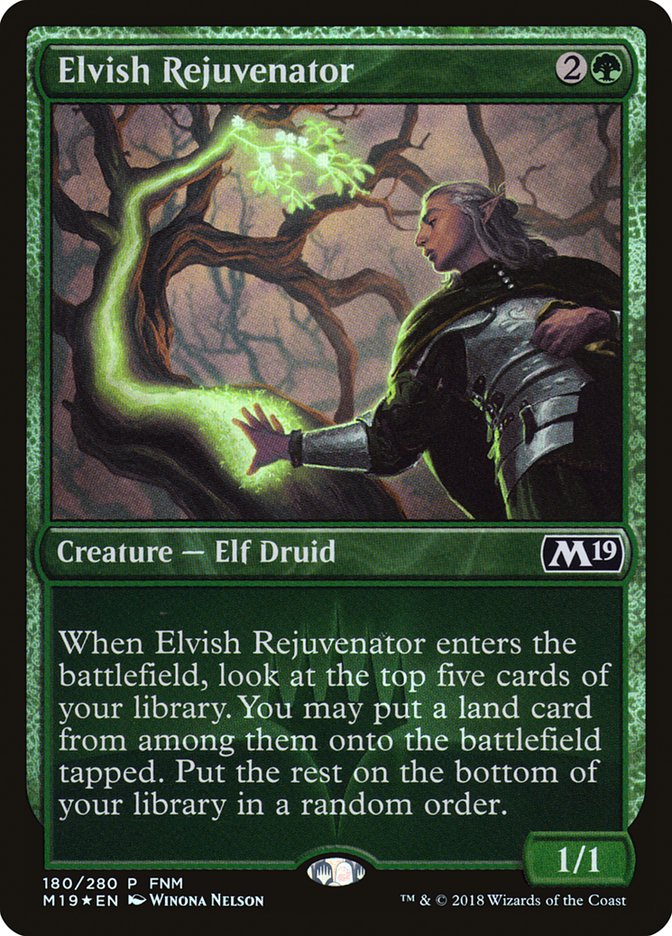 Elvish Rejuvenator 2
Creature — Elf Druid M19
When Elvish Rejuvenator enters the
battlefield, look at the top five cards of
your library. You may put a land card
from among them onto the battlefield
tapped. Put the rest on the bottom of
your library in a random order.
1/1
180/280 P FNM
M19★EN Winona Nelson ™ & © 2018 Wizards of the Coast